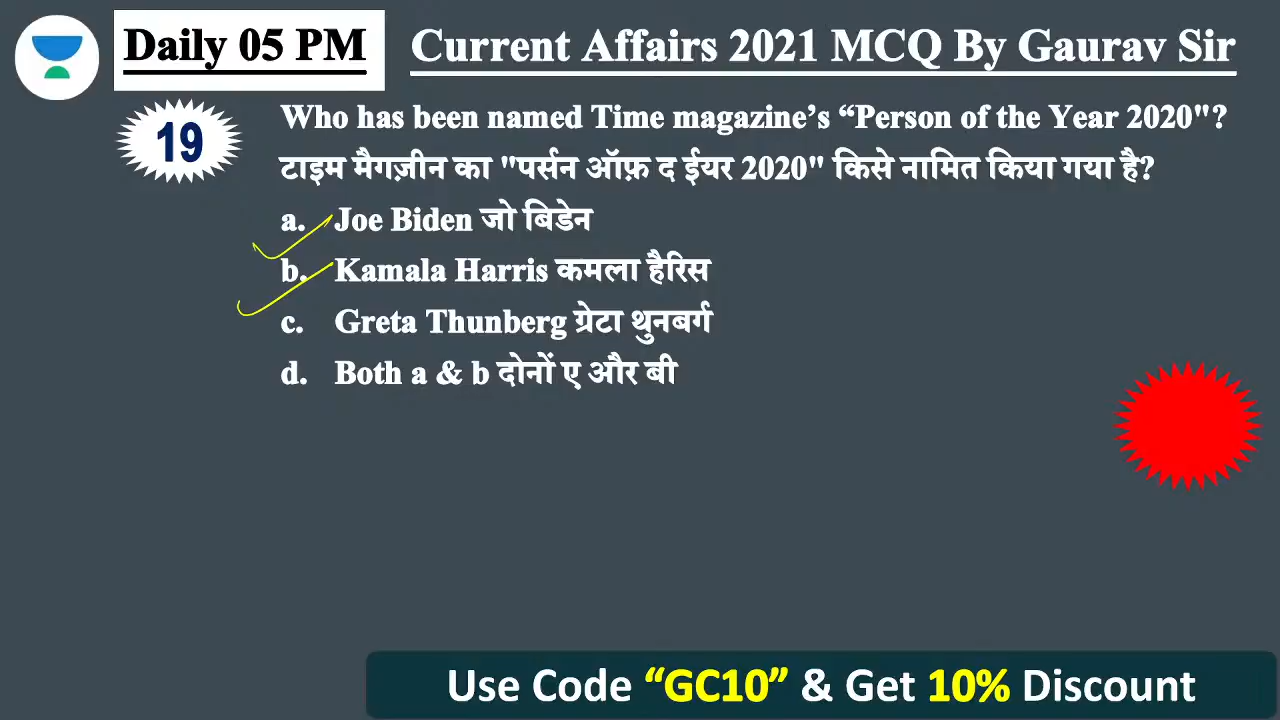 Daily 05 PM
Current Affairs 2021 MCQ By Gaurav Sir
19
Who has been named Time magazine’s “Person of the Year 2020"?
टाइम मैगज़ीन का "पर्सन ऑफ़ द ईयर 2020" किसे नामित किया गया है?
a. Joe Biden जो बिडेन
b. Kamala Harris कमला हैरिस
c. Greta Thunberg ग्रेटा थुनबर्ग
d. Both a & b दोनों ए और बी
Use Code “GC10” & Get 10% Discount